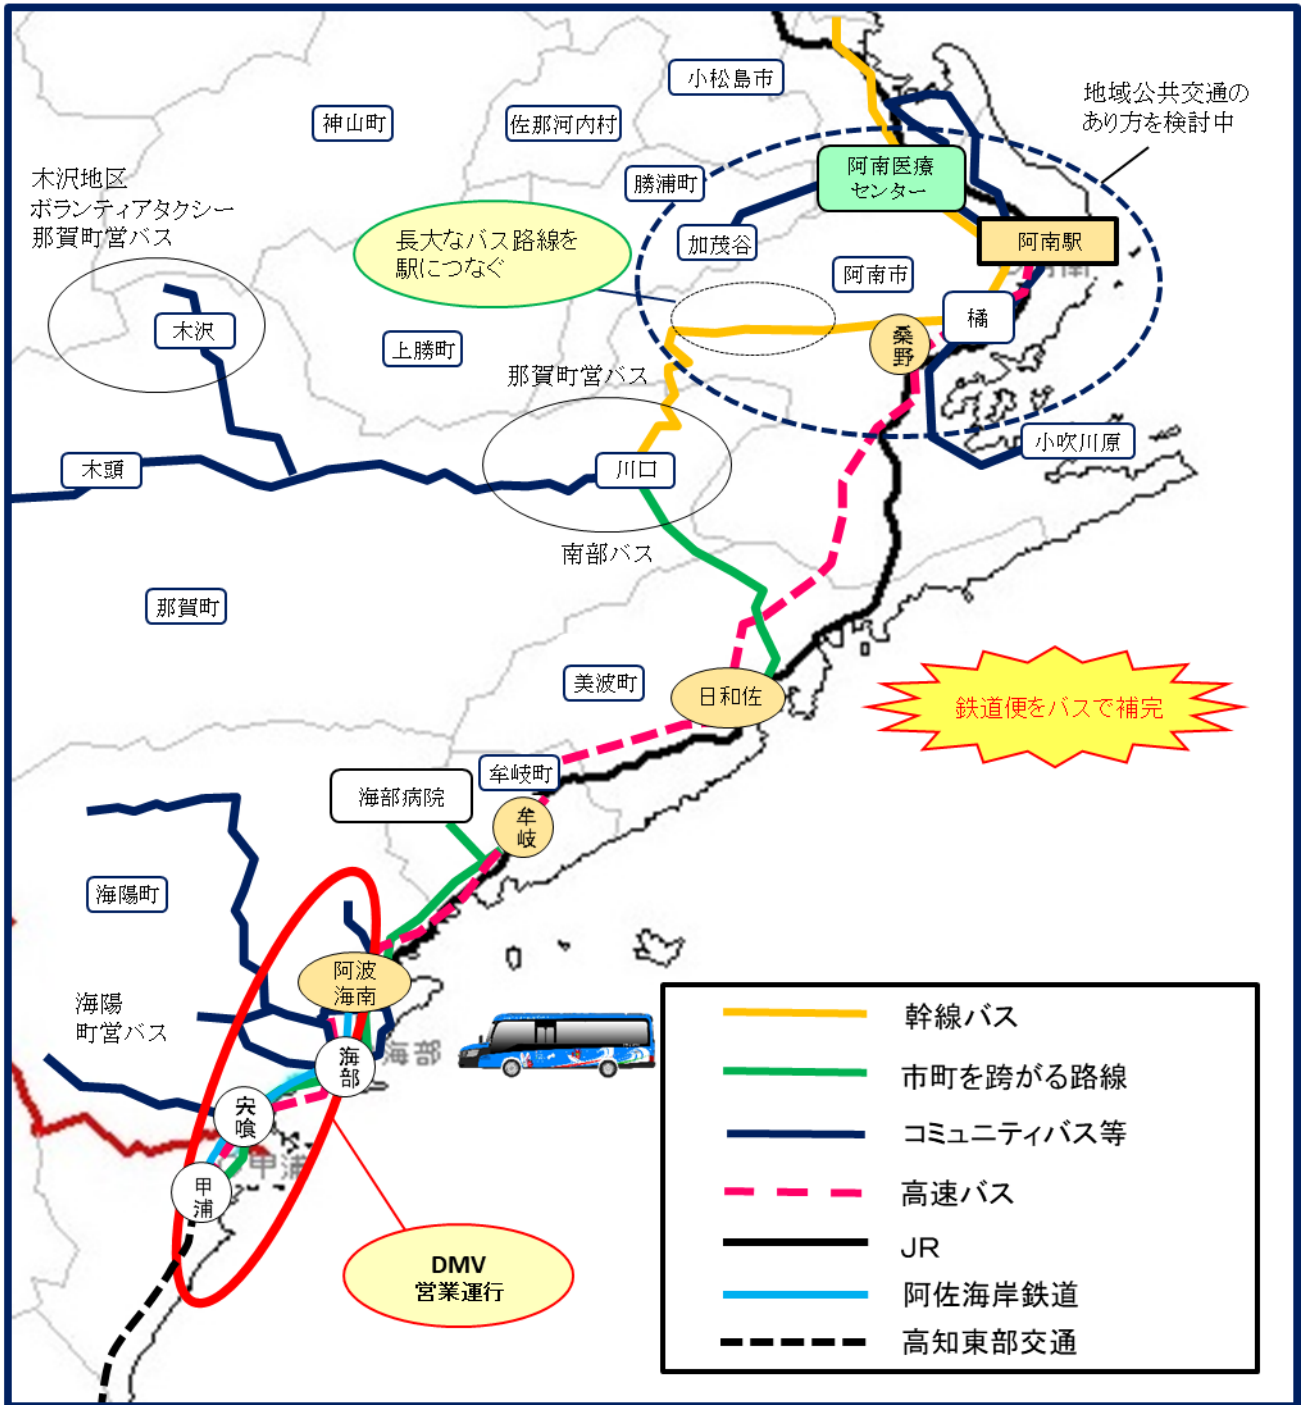 小松島市
神山町
佐那河内村
地域公共交通の
あり方を検討中
勝浦町
阿南医療
センター
木沢地区
ボランティアタクシー
那賀町営バス
長大なバス路線を
駅につなぐ
加茂谷
阿南駅
阿南市
木沢
橘
桑
野
上勝町
那賀町営バス
小吹川原
木頭
川口
南部バス
那賀町
美波町
日和佐
鉄道便をバスで補完
牟岐町
海部病院
牟
岐
海陽町
阿波
海南
海陽
町営バス
海
部
海部
宍
喰
甲浦
甲
浦
DMV
営業運行
幹線バス
市町を跨がる路線
コミュニティバス等
高速バス
JR
阿佐海岸鉄道
高知東部交通